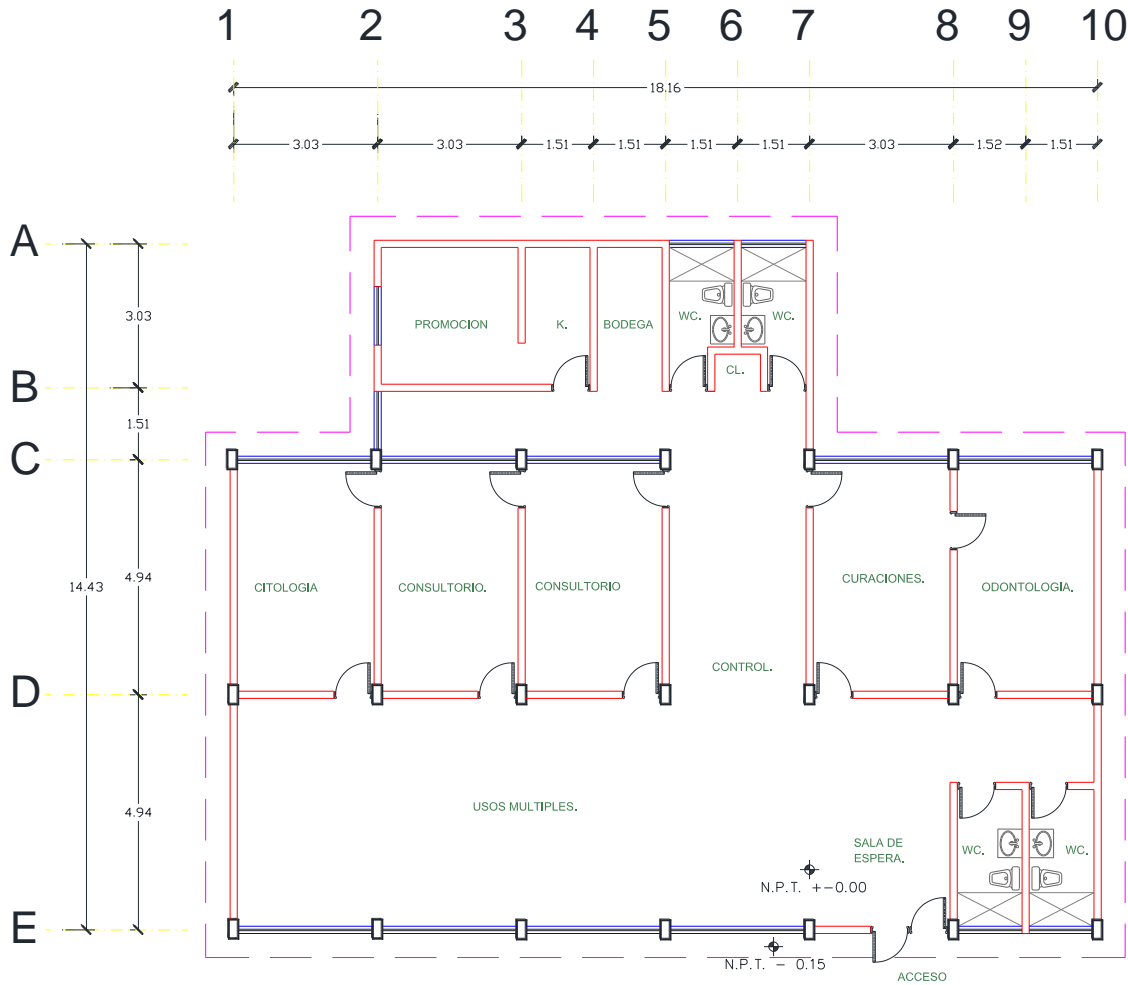 1 2 3 4 5 6 7 8 9 10
18.16
3.03 3.03 1.51 1.51 1.51 1.51 3.03 1.52 1.51
A
3.03
PROMOCION K. BODEGA WC. WC.
CL.
B
1.51
C
14.43
4.94
CITOLOGIA CONSULTORIO. CONSULTORIO CURACIONES. ODONTOLOGIA.
CONTROL.
D
4.94
USOS MULTIPLES.
SALA DE
ESPERA.
WC. WC.
N.P.T. +-0.00
E
N.P.T. - 0.15
ACCESO